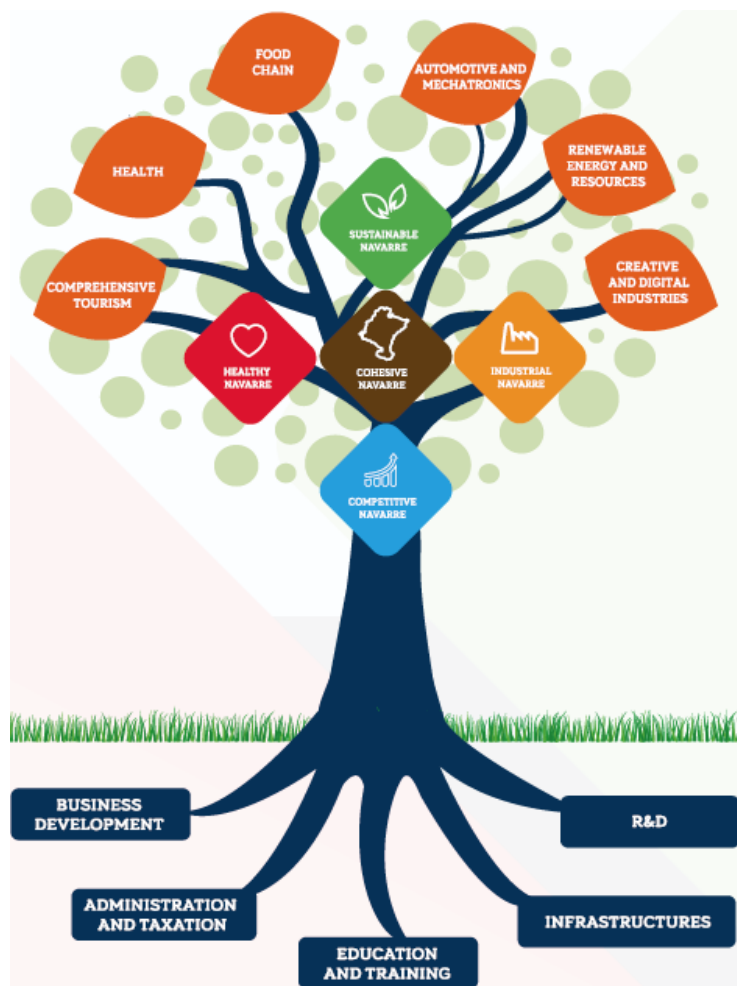 FOOD
CHAIN
AUTOMOTIVE AND
MECHATRONICS
HEALTH
RENEWABLE
ENERGY AND
RESOURCES
SUSTAINABLE
NAVARRE
COMPREHENSIVE
TOURISM
CREATIVE
AND DIGITAL
INDUSTRIES
HEALTHY
NAVARRE
COHESIVE
NAVARRE
INDUSTRIAL
NAVARRE
COMPETITIVE
NAVARRE
BUSINESS
DEVELOPMENT
R&D
ADMINISTRATION
AND TAXATION
INFRASTRUCTURES
EDUCATION
AND TRAINING